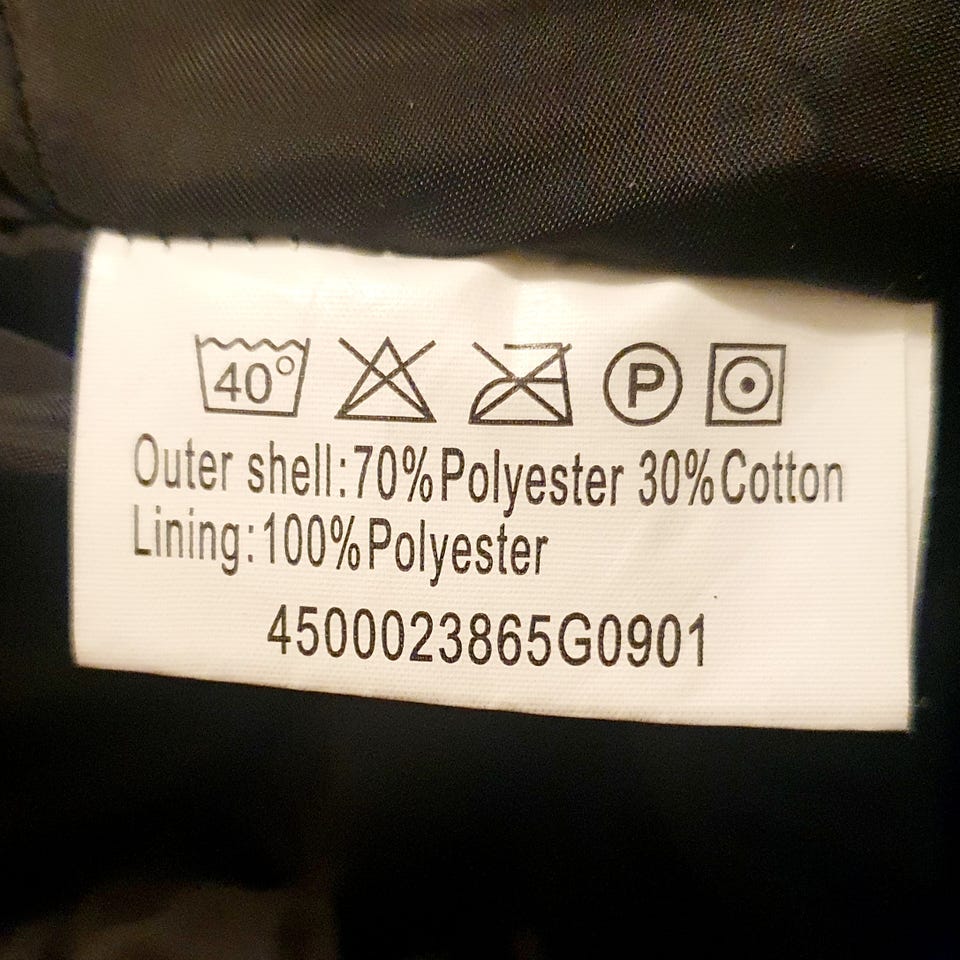 40°
P
Outer shell:70%Polyester 30%Cotton
Lining:100%Polyester
4500023865G0901